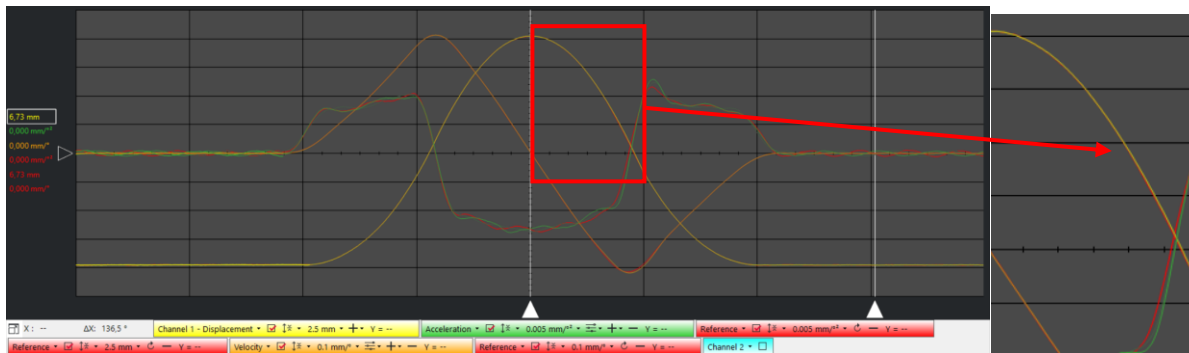 6,73 mm
0,000 mm/°²
0,000 mm/°
0,000 mm/°²
6,73 mm
0,000 mm/°
X : -- ΔX: 136,5 ° Channel 1 - Displacement 2.5 mm Y = -- Acceleration 0.005 mm/°² Y = -- Reference 0.005 mm/°² Y = --
Reference 2.5 mm Y = -- Velocity 0.1 mm/° Y = -- Reference 0.1 mm/° Y = -- Channel 2